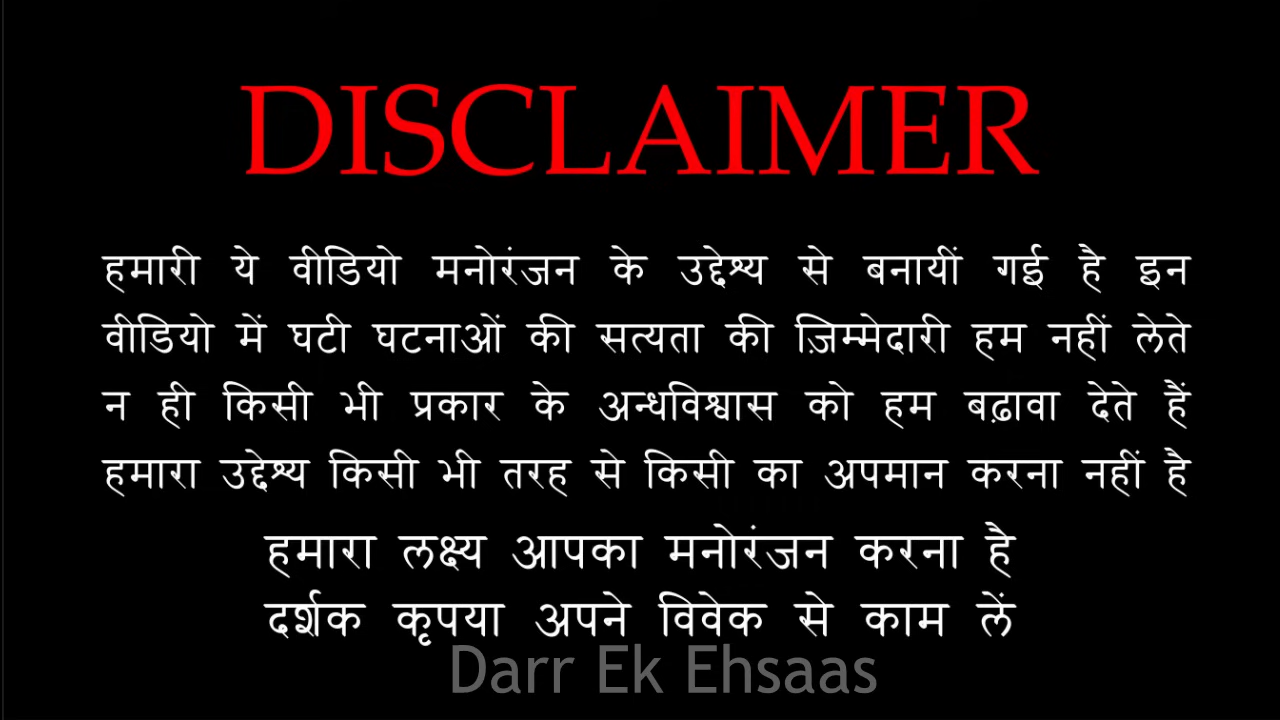 DISCLAIMER
हमारी ये वीडियो मनोरंजन के उद्देश्य से बनायीं गई है इन
वीडियो में घटी घटनाओं की सत्यता की ज़िम्मेदारी हम नहीं लेते
न ही किसी भी प्रकार के अन्धविश्वास को हम बढ़ावा देते हैं
हमारा उद्देश्य किसी भी तरह से किसी का अपमान करना नहीं है
हमारा लक्ष्य आपका मनोरंजन करना है
दर्शक कृपया अपने विवेक से काम लें
Darr Ek Ehsaas